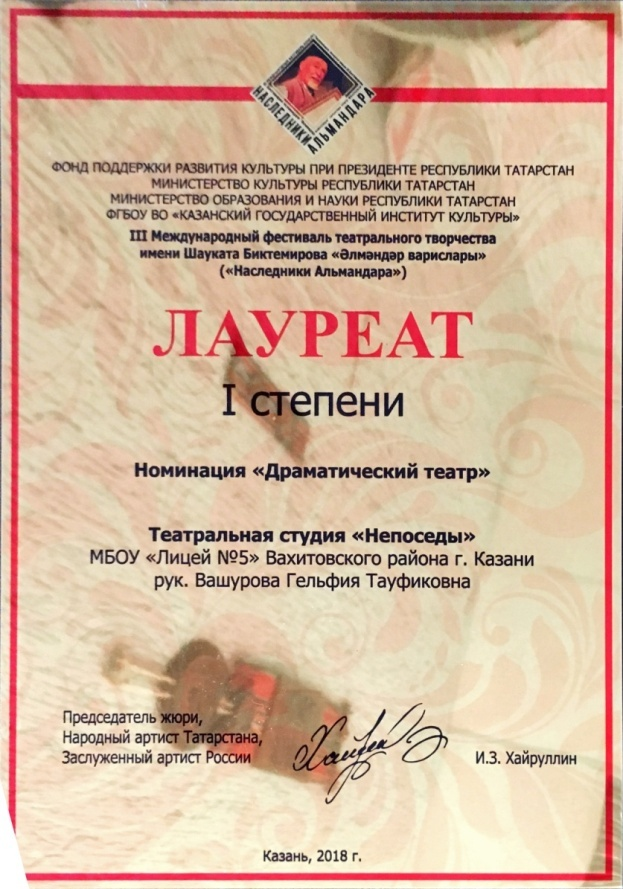 НАСЛЕДНИКИ АЛЬМАНДАРА
ФОНД ПОДДЕРЖКИ РАЗВИТИЯ КУЛЬТУРЫ ПРИ ПРЕЗИДЕНТЕ РЕСПУБЛИКИ ТАТАРСТАН
МИНИСТЕРСТВО КУЛЬТУРЫ РЕСПУБЛИКИ ТАТАРСТАН
МИНИСТЕРСТВО ОБРАЗОВАНИЯ И НАУКИ РЕСПУБЛИКИ ТАТАРСТАН
ФГБОУ ВО «КАЗАНСКИЙ ГОСУДАРСТВЕННЫЙ ИНСТИТУТ КУЛЬТУРЫ»
III Международный фестиваль театрального творчества
имени Шауката Биктемирова «Әлмәндәр варислары»
(«Наследники Альмандара»)
ЛАУРЕАТ
I степени
Номинация «Драматический театр»
Театральная студия «Непоседы»
МБОУ «Лицей №5» Вахитовского района г. Казани
рук. Вашурова Гельфия Тауфиковна
Председатель жюри,
Народный артист Татарстана,
Заслуженный артист России
И.З. Хайруллин
Казань, 2018 г.